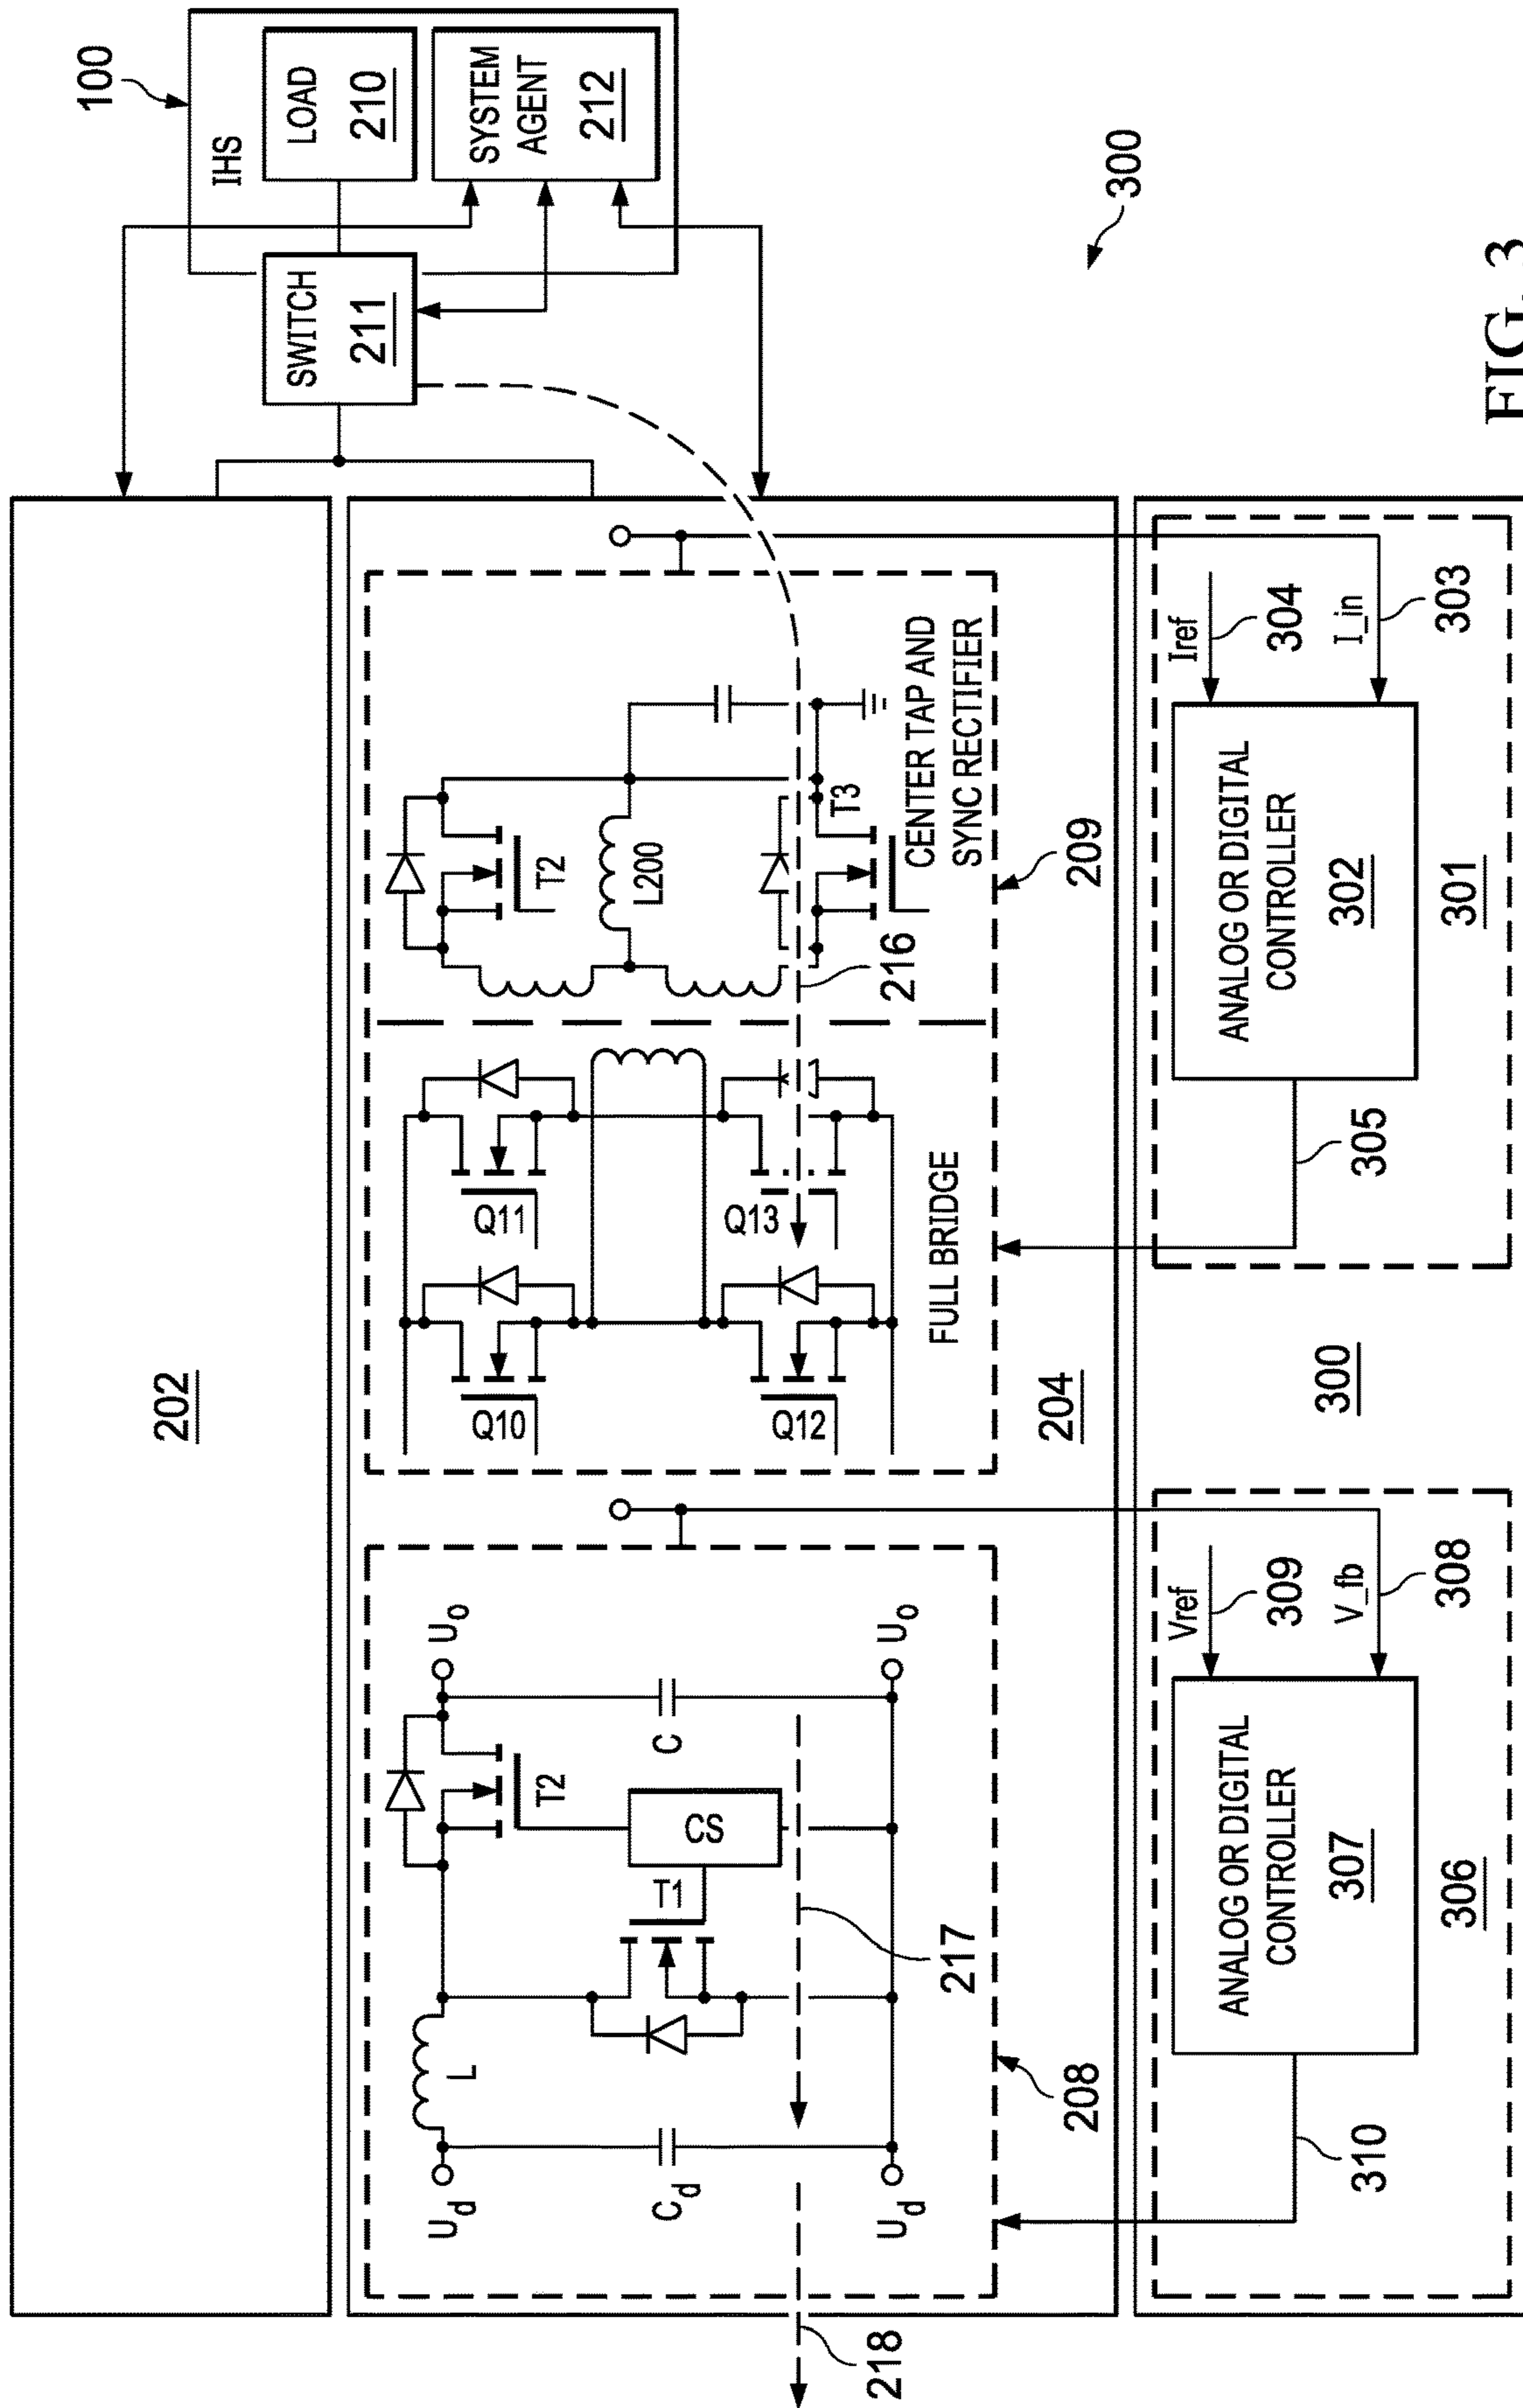 202
100
IHS
LOAD
210
SWITCH
211
SYSTEM
AGENT
212
300
U_d
L
C_d
U_d
T1
CS
T2
C
U_o
U_o
217
208
218
Q10
Q11
Q12
Q13
FULL BRIDGE
T2
L200
T3
216
CENTER TAP AND
SYNC RECTIFIER
209
204
310
ANALOG OR DIGITAL
CONTROLLER
307
306
Vref
309
V_fb
308
300
305
ANALOG OR DIGITAL
CONTROLLER
302
301
Iref
304
I_in
303
FIG. 3